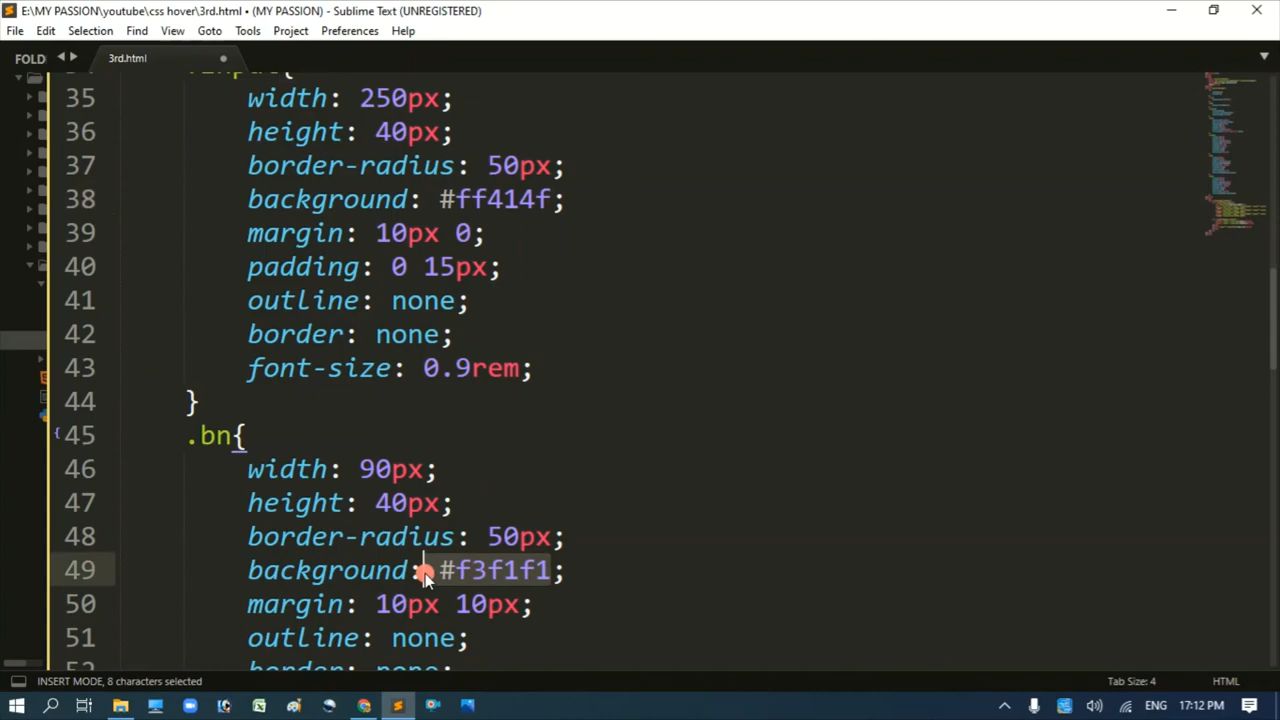 E:\MY PASSION\youtube\css hover\3rd.html • (MY PASSION) - Sublime Text (UNREGISTERED)
File Edit Selection Find View Goto Tools Project Preferences Help
FOLD 3rd.html
35 width: 250px;
36 height: 40px;
37 border-radius: 50px;
38 background: #ff414f;
39 margin: 10px 0;
40 padding: 0 15px;
41 outline: none;
42 border: none;
43 font-size: 0.9rem;
44 }
{ 45 .bn{
46 width: 90px;
47 height: 40px;
48 border-radius: 50px;
49 background: #f3f1f1;
50 margin: 10px 10px;
51 outline: none;
52 border: none;
INSERT MODE, 8 characters selected Tab Size: 4 HTML
ENG 17:12 PM